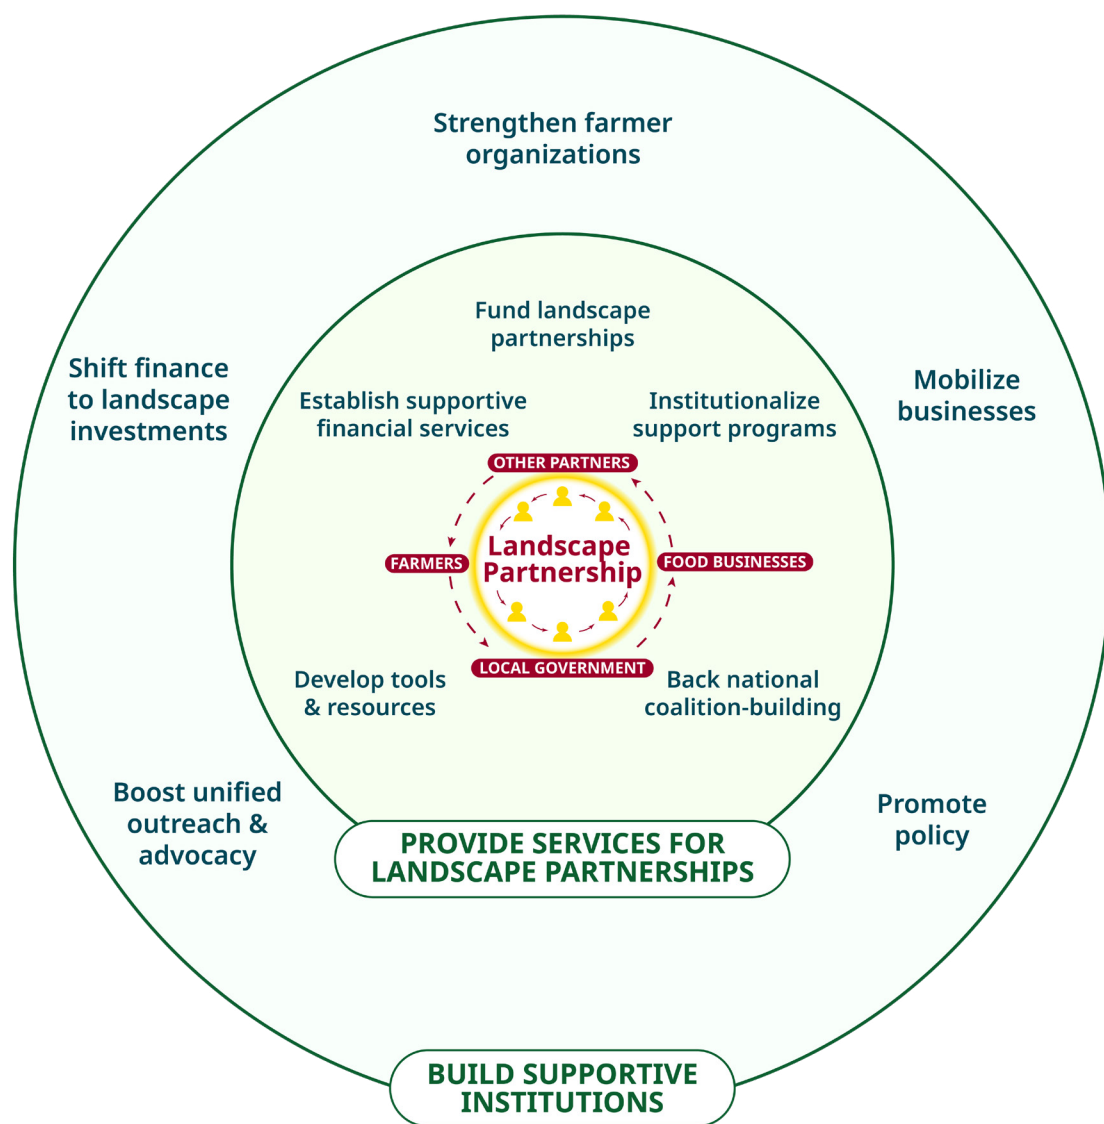 Strengthen farmer
organizations
Shift finance
to landscape
investments
Mobilize
businesses
Fund landscape
partnerships
Establish supportive
financial services
Institutionalize
support programs
OTHER PARTNERS
Landscape
Partnership
FARMERS
FOOD BUSINESSES
LOCAL GOVERNMENT
Develop tools
& resources
Back national
coalition-building
Boost unified
outreach &
advocacy
Promote
policy
PROVIDE SERVICES FOR
LANDSCAPE PARTNERSHIPS
BUILD SUPPORTIVE
INSTITUTIONS